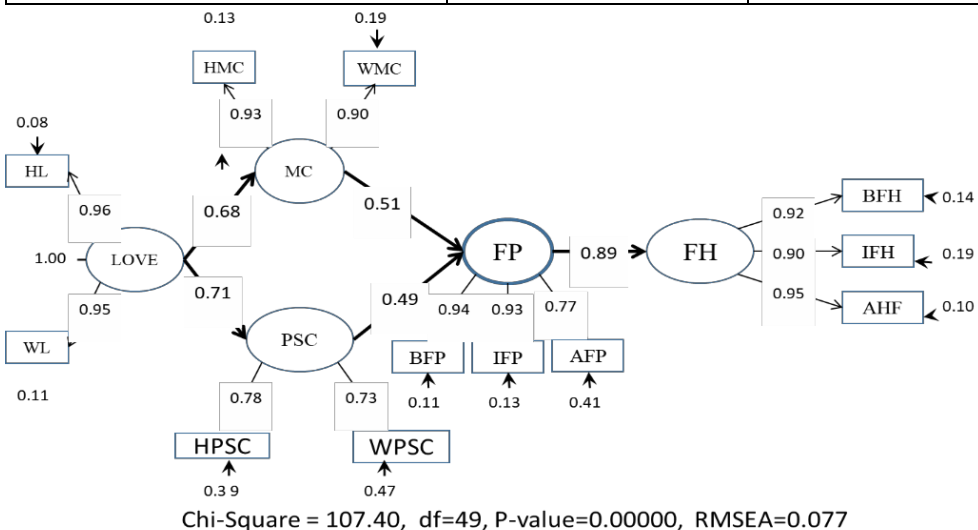 0.13
0.19
HMC
WMC
0.93
0.90
0.08
HL
MC
0.96
0.68
0.51
BFH
0.14
0.92
1.00
LOVE
FP
0.89
FH
0.90
IFH
0.19
0.95
0.71
0.49
0.95
AHF
0.10
WL
PSC
0.94
0.93
0.77
BFP
IFP
AFP
0.11
0.78
0.73
0.11
0.13
0.41
HPSC
WPSC
0.3 9
0.47
Chi-Square = 107.40, df=49, P-value=0.00000, RMSEA=0.077